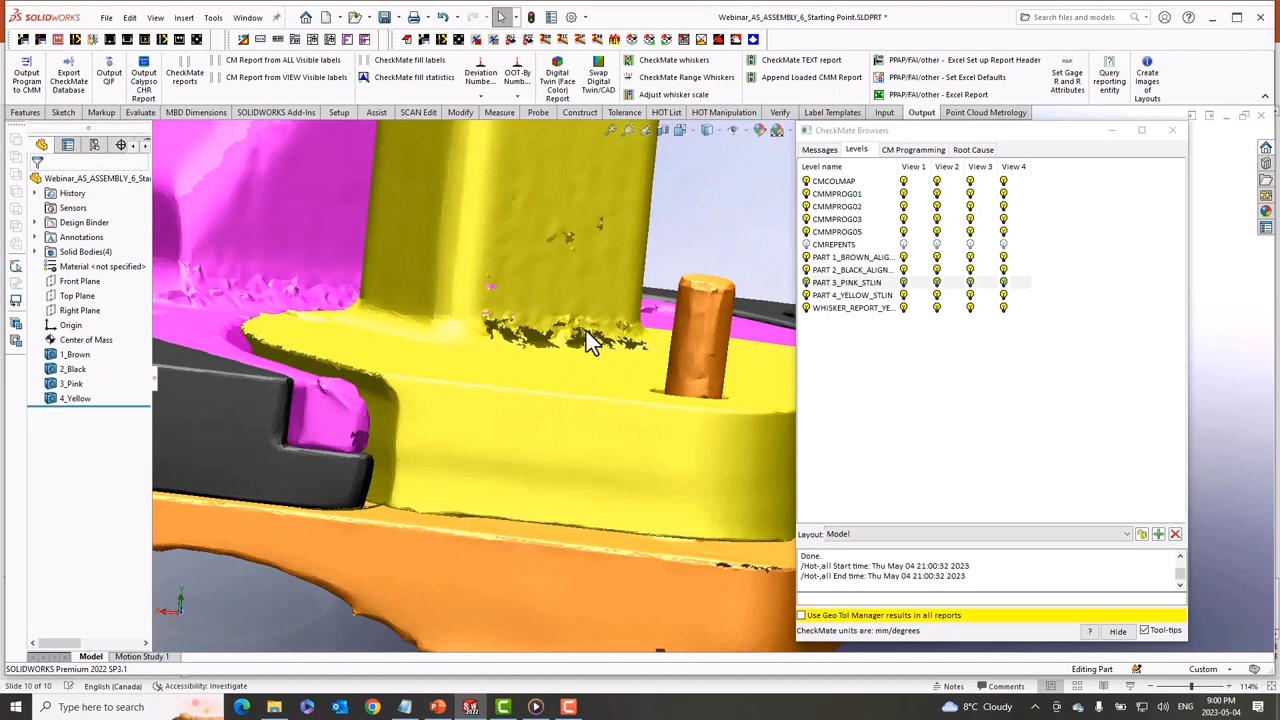 File Edit View Insert Tools Window
Webinar_AS_ASSEMBLY_6_Starting Point.SLDPRT *
Search files and models
Output Program to CMM
Export CheckMate Data
Output QIF
Output Calypso CHR Report
CheckMate reports
CM Report from ALL Visible labels
CM Report from VIEW Visible labels
CheckMate fill labels
CheckMate fill statistics
Deviation Numbe...
OOT-By Numb...
Digital Twin (Face Color) Report
Swap Digital Twin/CAD
CheckMate whiskers
CheckMate Range Whiskers
Adjust whisker scale
CheckMate TEXT report
Append Loaded CMM Report
PPAP/FAI/other - Excel Set up Report Header
PPAP/FAI/other - Set Excel Defaults
PPAP/FAI/other - Excel Report
Set Gage R and R Attributes
Query reporting entity
Create Images of Layouts
Features Sketch Markup Evaluate MBD Dimensions SOLIDWORKS Add-Ins Setup Assist SCAN Edit Modify Measure Probe Construct Tolerance HOT List HOT Manipulation Verify Label Templates Input Output Point Cloud Metrology
Webinar_AS_ASSEMBLY_6_Sta
History
Sensors
Design Binder
Annotations
Solid Bodies(4)
Material <not specified>
Front Plane
Top Plane
Right Plane
Origin
Center of Mass
1_Brown
2_Black
3_Pink
4_Yellow
CheckMate Browsers
Messages Levels CM Programming Root Cause
Level name View 1 View 2 View 3 View 4
CMCOLMAP
CMMPROG01
CMMPROG02
CMMPROG03
CMMPROG05
CMREPENTS
PART 1_BROWN_ALIG...
PART 2_BLACK_ALIGN...
PART 3_PINK_STLIN
PART 4_YELLOW_STLIN
WHISKER_REPORT_YE...
Layout: Model
Done.
/Hot-,all Start time: Thu May 04 21:00:32 2023
/Hot-,all End time: Thu May 04 21:00:32 2023
Use Geo Tol Manager results in all reports
CheckMate units are: mm/degrees
? Hide Tool-tips
Model Motion Study 1
SOLIDWORKS Premium 2022 SP3.1
Editing Part Custom
Slide 10 of 10 English (Canada) Accessibility: Investigate
Notes Comments 114%
Type here to search
8°C Cloudy
ENG
9:00 PM
2023-05-04